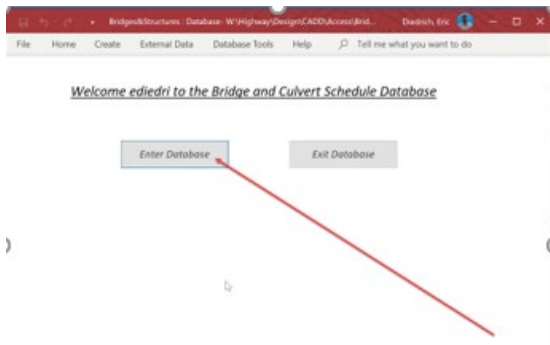 Bridges&Structures : Database- W:\Highway\Design\CADD\Access\Brid... Diedrich, Eric
File Home Create External Data Database Tools Help Tell me what you want to do
Welcome ediedri to the Bridge and Culvert Schedule Database
Enter Database Exit Database